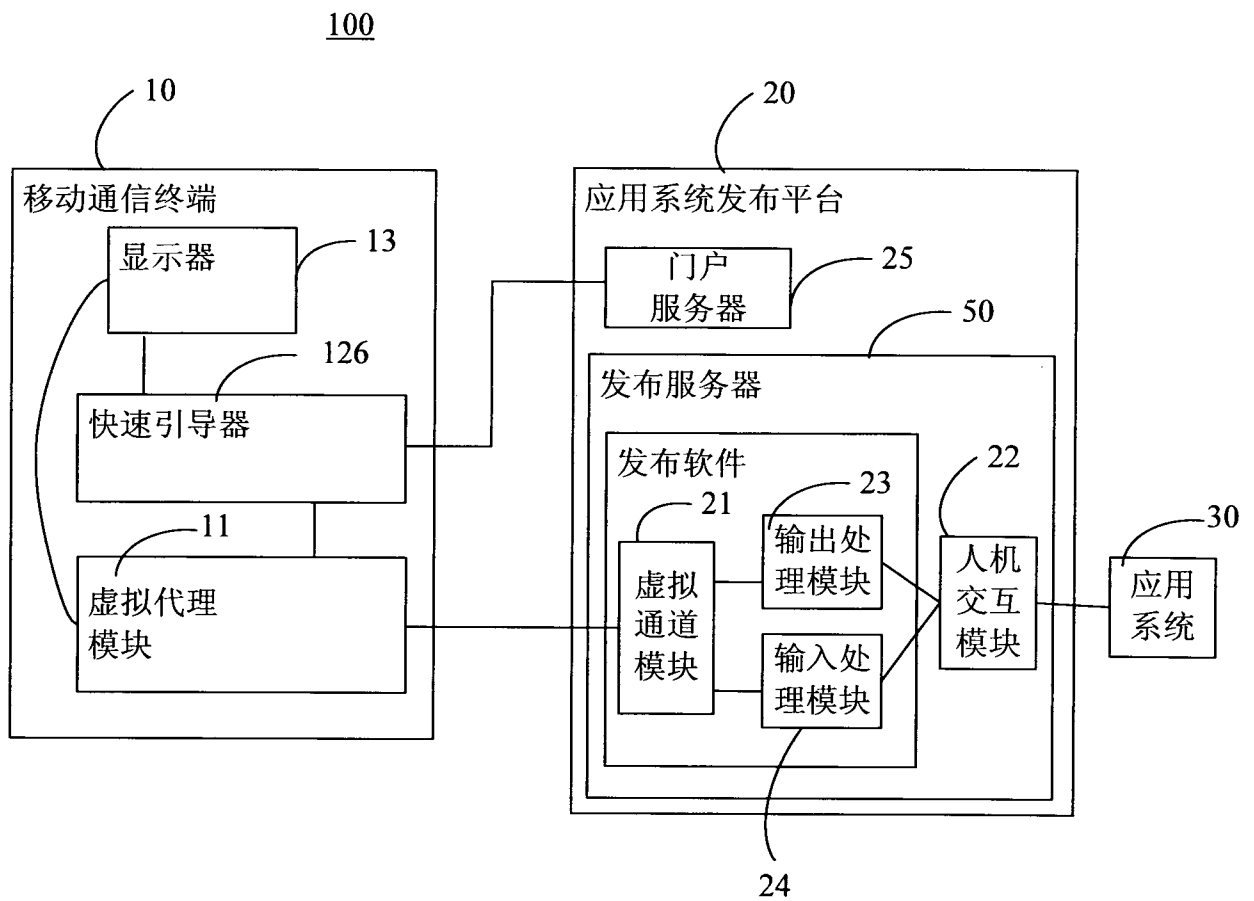 100
10
20
移动通信终端
显示器
13
126
快速引导器
11
虚拟代理
模块
应用系统发布平台
门户
服务器
25
50
发布服务器
发布软件
21
虚拟
通道
模块
23
输出处
理模块
输入处
理模块
24
22
人机
交互
模块
30
应用
系统